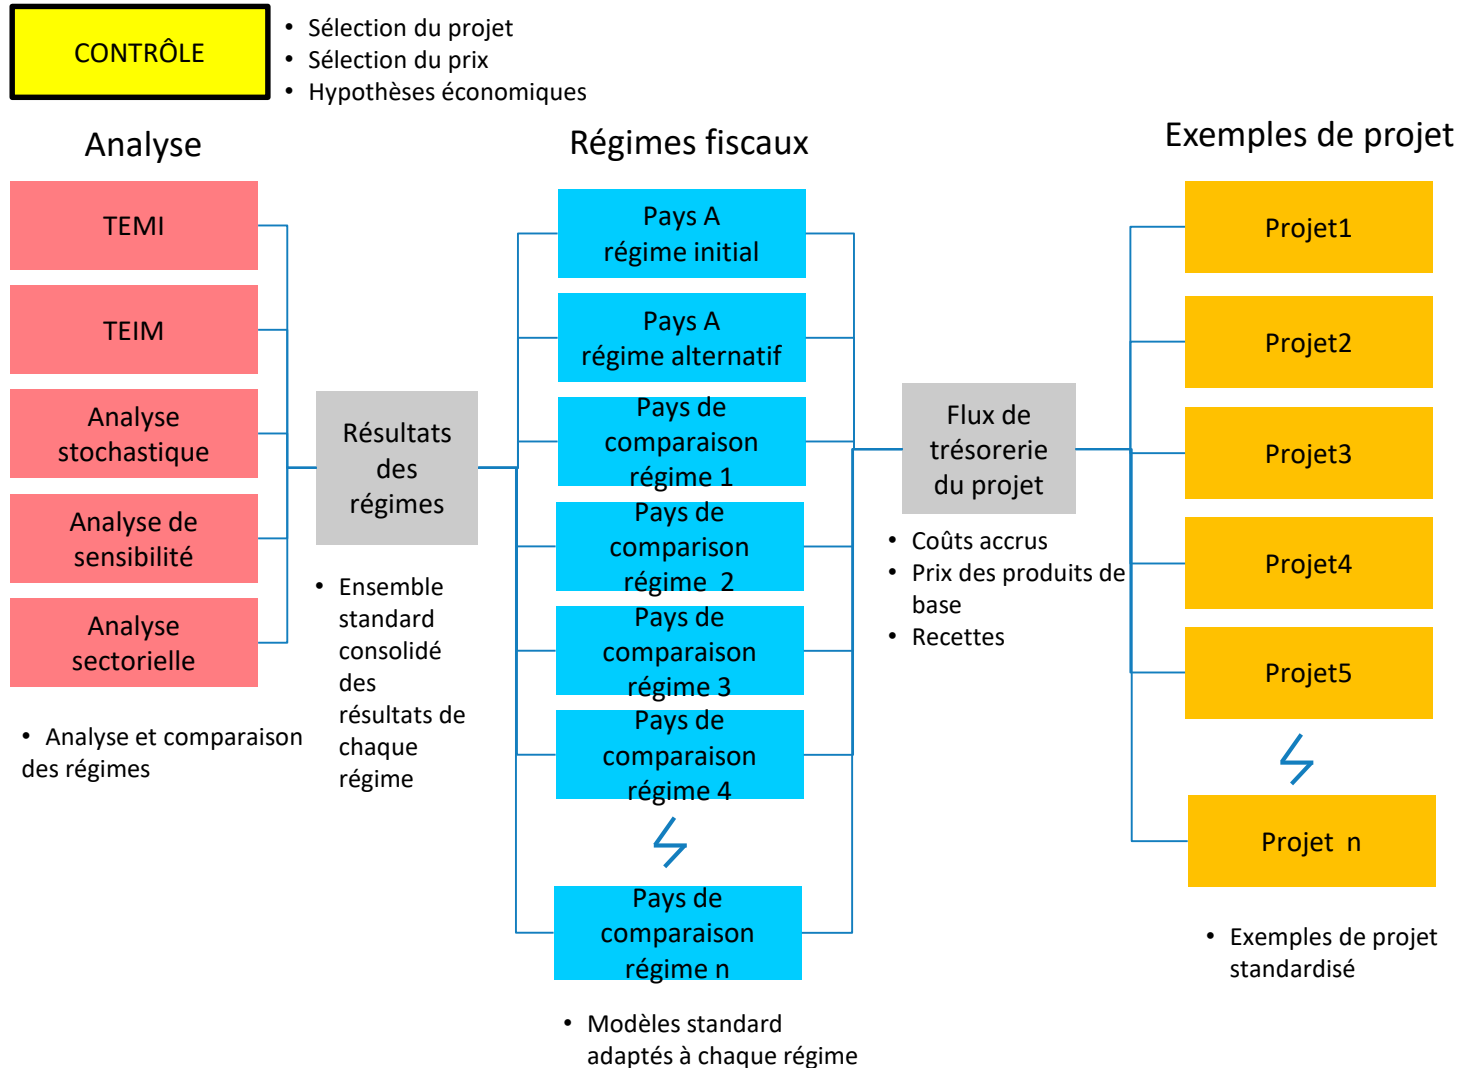 CONTRÔLE
• Sélection du projet
• Sélection du prix
• Hypothèses économiques
Analyse
TEMI
TEIM
Analyse
stochastique
Analyse de
sensibilité
Analyse
sectorielle
• Analyse et comparaison
des régimes
Résultats
des
régimes
• Ensemble
standard
consolidé
des
résultats de
chaque
régime
Régimes fiscaux
Pays A
régime initial
Pays A
régime alternatif
Pays de
comparaison
régime 1
Pays de
comparison
régime 2
Pays de
comparaison
régime 3
Pays de
comparaison
régime 4
Pays de
comparaison
régime n
• Modèles standard
adaptés à chaque régime
Flux de
trésorerie
du projet
• Coûts accrus
• Prix des produits de
base
• Recettes
Exemples de projet
Projet1
Projet2
Projet3
Projet4
Projet5
Projet n
• Exemples de projet
standardisé